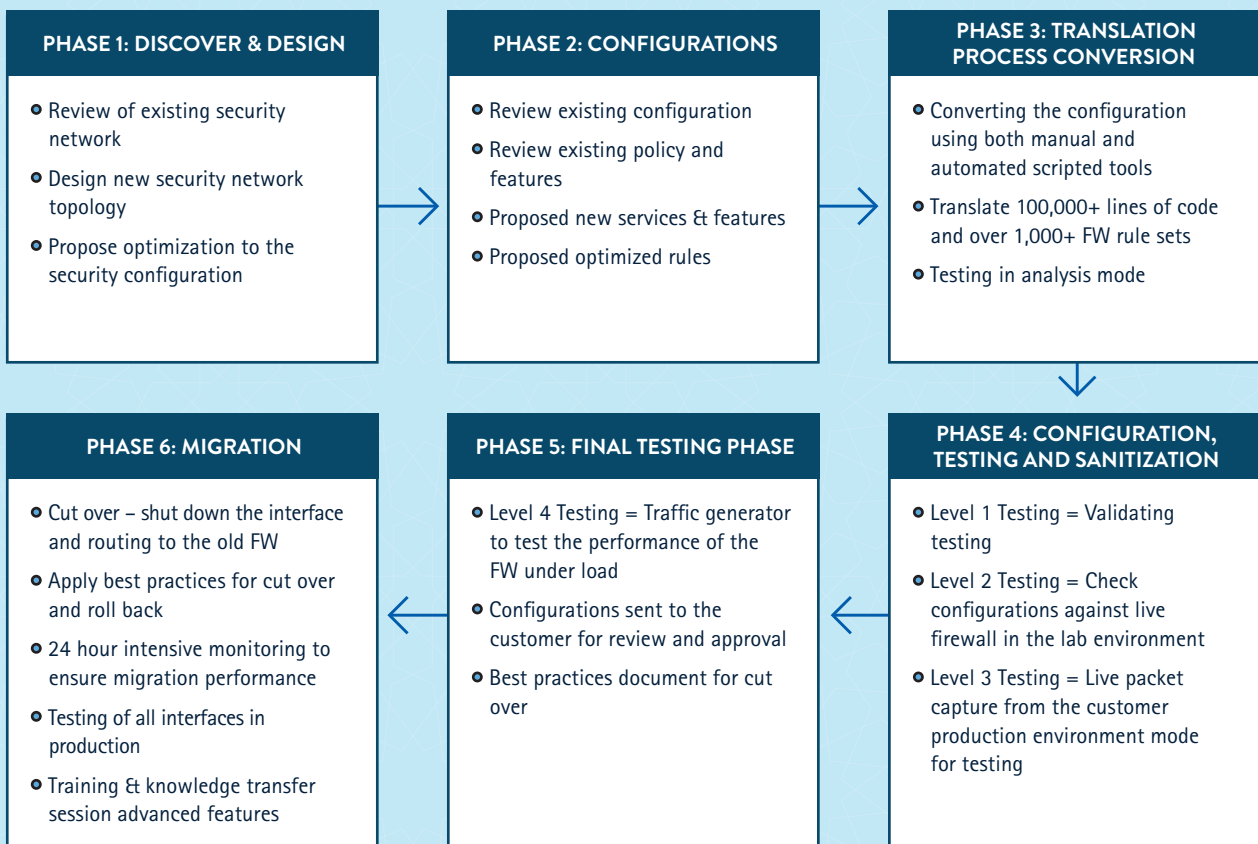 PHASE 1: DISCOVER & DESIGN
Review of existing security
network
Design new security network
topology
Propose optimization to the
security configuration
PHASE 2: CONFIGURATIONS
Review existing configuration
Review existing policy and
features
Proposed new services & features
Proposed optimized rules
PHASE 3: TRANSLATION
PROCESS CONVERSION
Converting the configuration
using both manual and
automated scripted tools
Translate 100,000+ lines of code
and over 1,000+ FW rule sets
Testing in analysis mode
PHASE 4: CONFIGURATION,
TESTING AND SANITIZATION
Level 1 Testing = Validating
testing
Level 2 Testing = Check
configurations against live
firewall in the lab environment
Level 3 Testing = Live packet
capture from the customer
production environment mode
for testing
PHASE 5: FINAL TESTING PHASE
Level 4 Testing = Traffic generator
to test the performance of the
FW under load
Configurations sent to the
customer for review and approval
Best practices document for cut
over
PHASE 6: MIGRATION
Cut over – shut down the interface
and routing to the old FW
Apply best practices for cut over
and roll back
24 hour intensive monitoring to
ensure migration performance
Testing of all interfaces in
production
Training & knowledge transfer
session advanced features